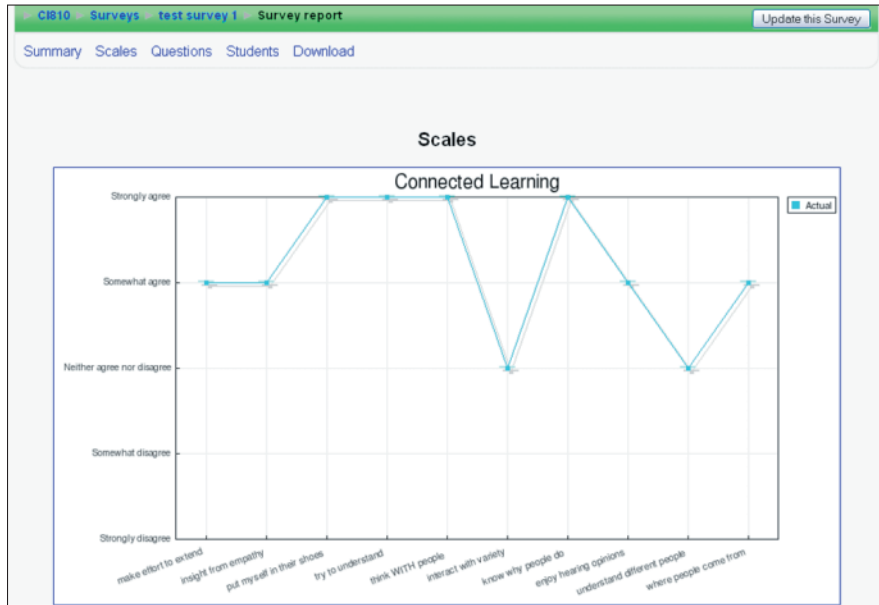 CI810 Surveys test survey 1 Survey report Update this Survey
Summary Scales Questions Students Download
Scales
Connected Learning
Strongly agree
Actual
Somewhat agree
Neither agree nor disagree
Somewhat disagree
Strongly disagree
make effort to extend
insight from empathy
put myself in their shoes
try to understand
think WITH people
interact with variety
know why people do
enjoy hearing opinions
understand different people
where people come from